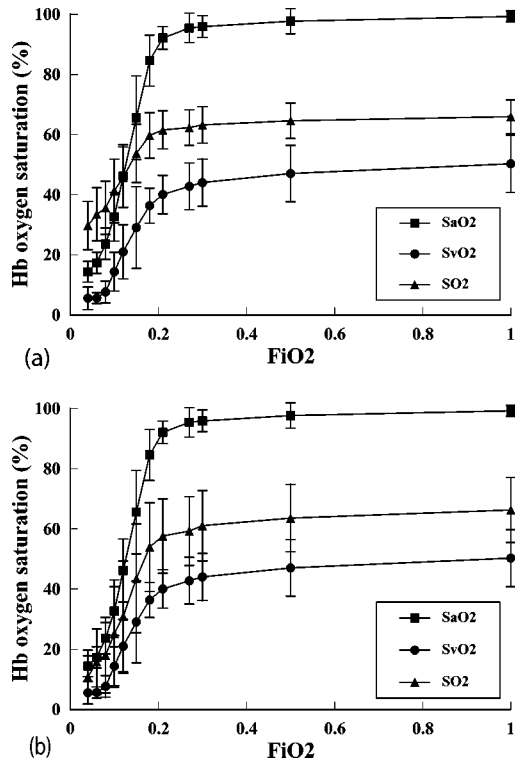 100
80
60
40
20
0
Hb oxygen saturation (%)
SaO2
SvO2
SO2
0 0.2 0.4 0.6 0.8 1
FiO2
(a)
100
80
60
40
20
0
Hb oxygen saturation (%)
SaO2
SvO2
SO2
0 0.2 0.4 0.6 0.8 1
FiO2
(b)